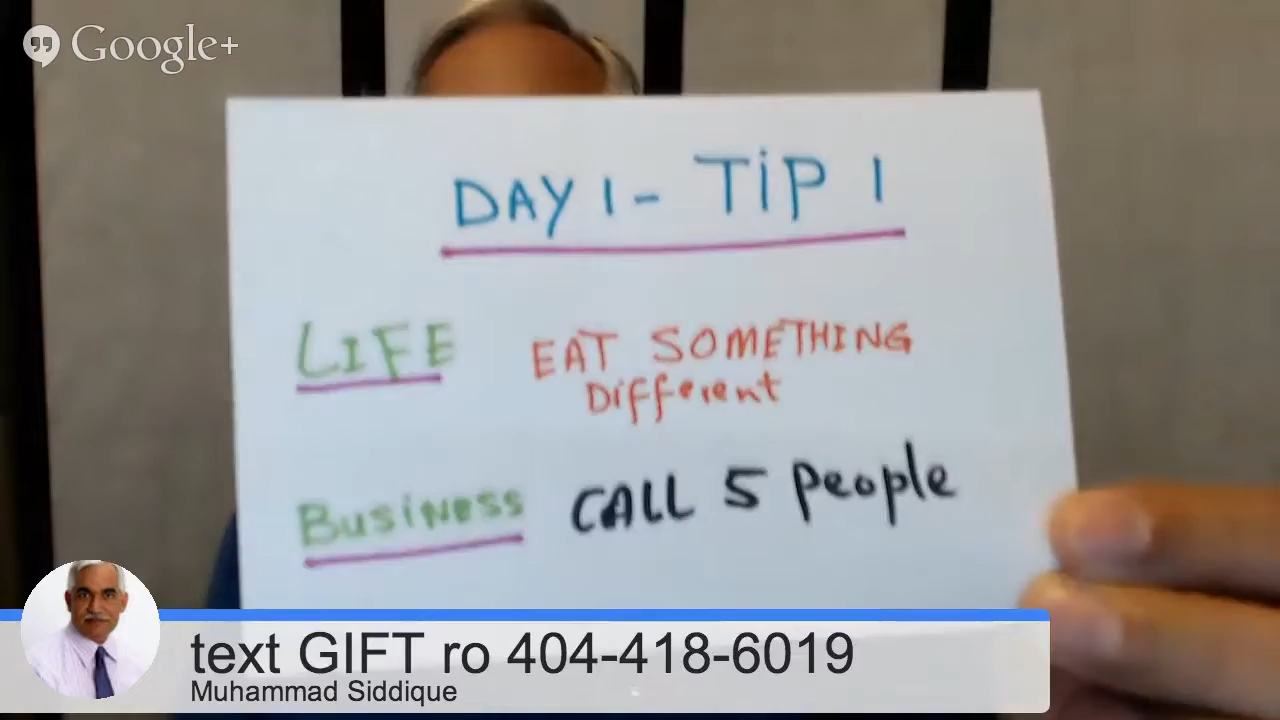 Google+
DAY 1 - TIP 1
LIFE EAT SOMETHING
Different
BUSINESS CALL 5 People
text GIFT ro 404-418-6019
Muhammad Siddique